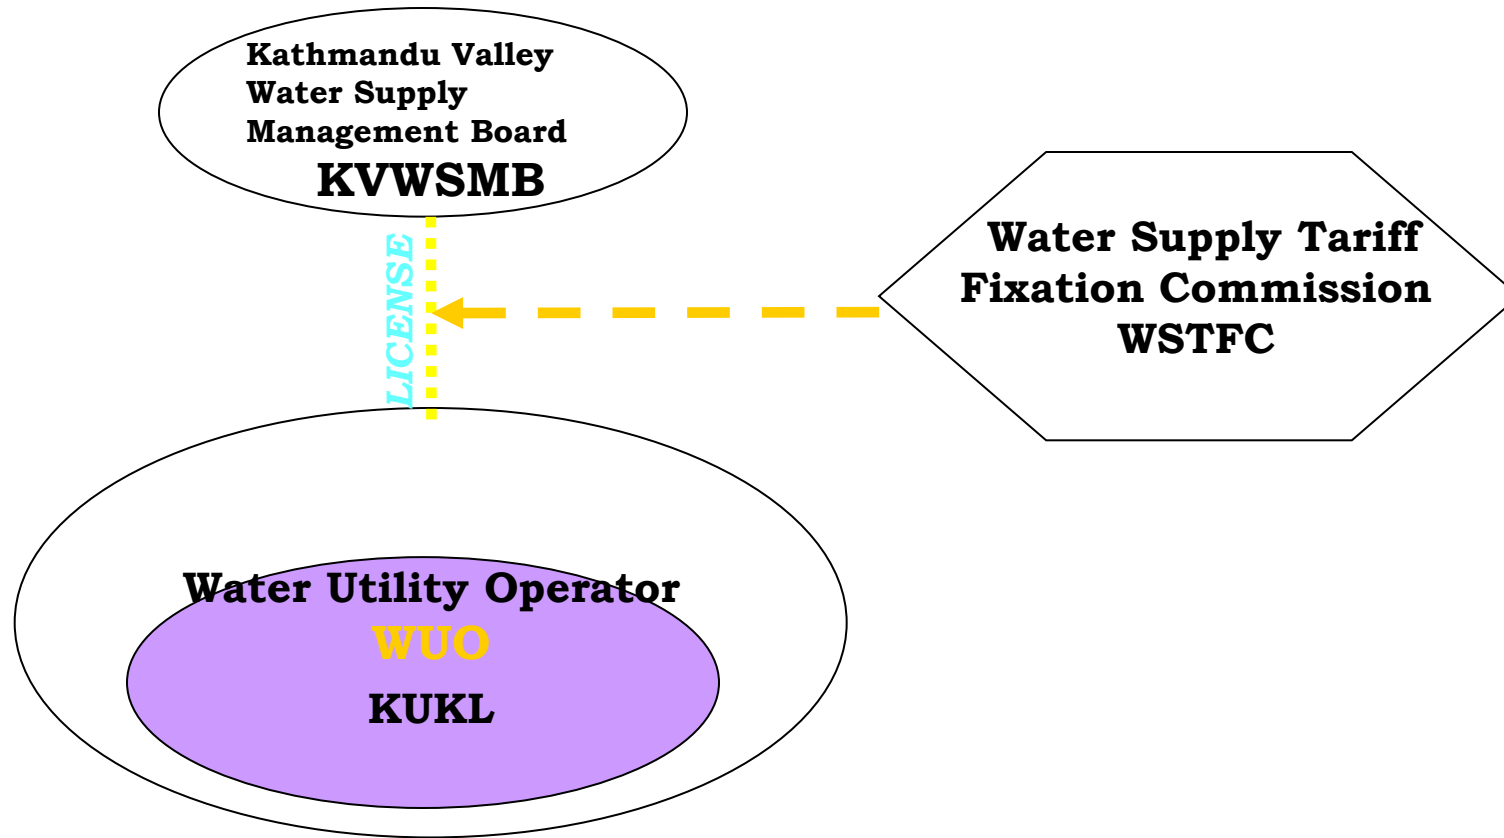 Kathmandu Valley
Water Supply
Management Board
KVWSMB
LICENSE
Water Supply Tariff
Fixation Commission
WSTFC
Water Utility Operator
WUO
KUKL